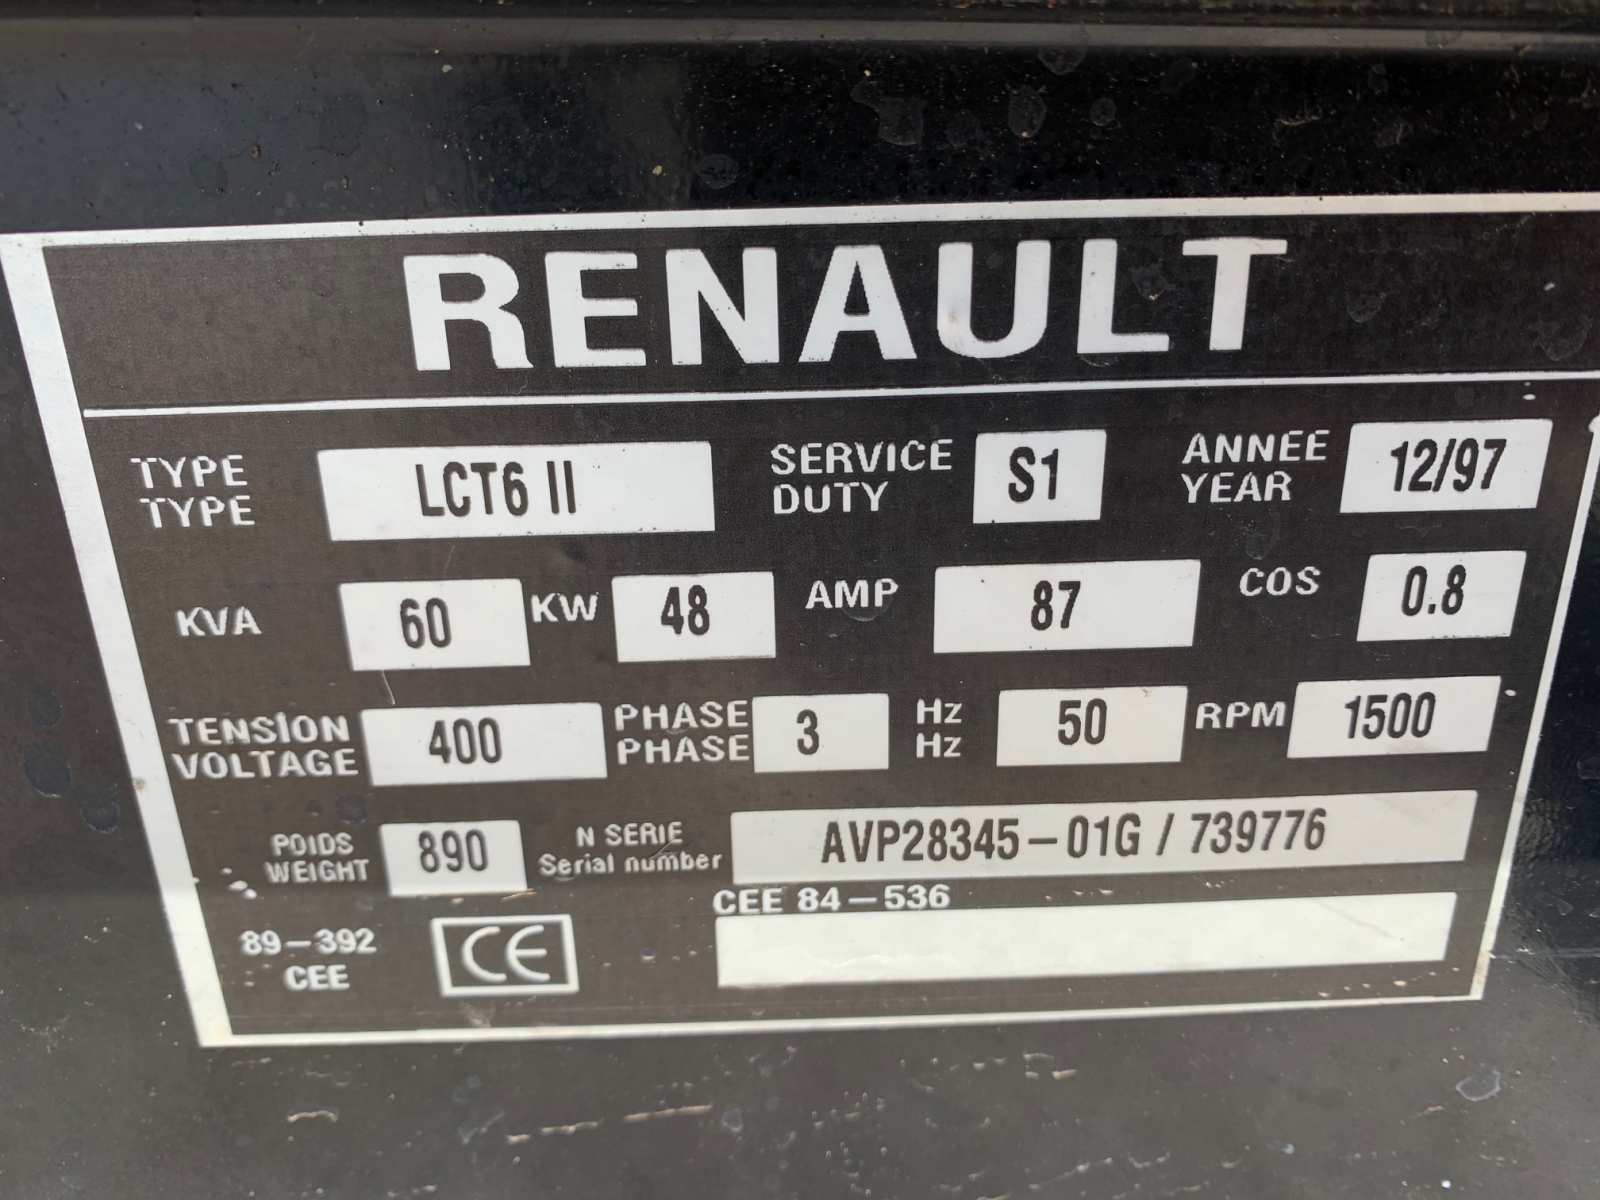 RENAULT
TYPE LCT6 II SERVICE S1 ANNEE 12/97
TYPE DUTY YEAR
KVA 60 KW 48 AMP 87 COS 0.8
TENSION 400 PHASE 3 Hz 50 RPM 1500
VOLTAGE PHASE Hz
POIDS 890 N SERIE AVP28345-01G / 739776
WEIGHT Serial number
CEE 84-536
89-392 CE
CEE